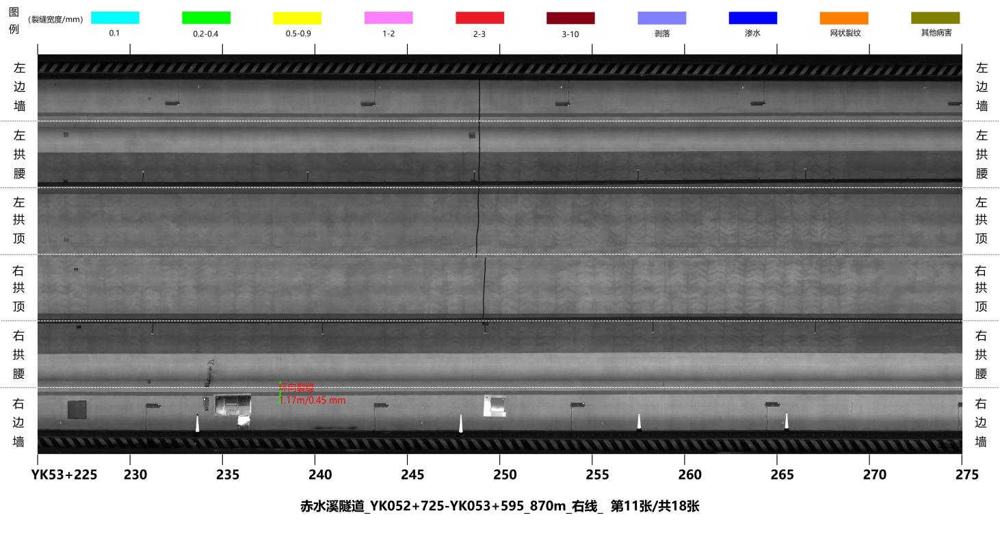 图例
(裂缝宽度/mm)
0.1
0.2-0.4
0.5-0.9
1-2
2-3
3-10
剥落
渗水
网状裂纹
其他病害
左边墙
左边墙
左拱腰
左拱腰
左拱顶
左拱顶
右拱顶
右拱顶
右拱腰
右拱腰
环向裂缝
1.17m/0.45 mm
右边墙
右边墙
YK53+225 230 235 240 245 250 255 260 265 270 275
赤水溪隧道_YK052+725-YK053+595_870m_右线_ 第11张/共18张